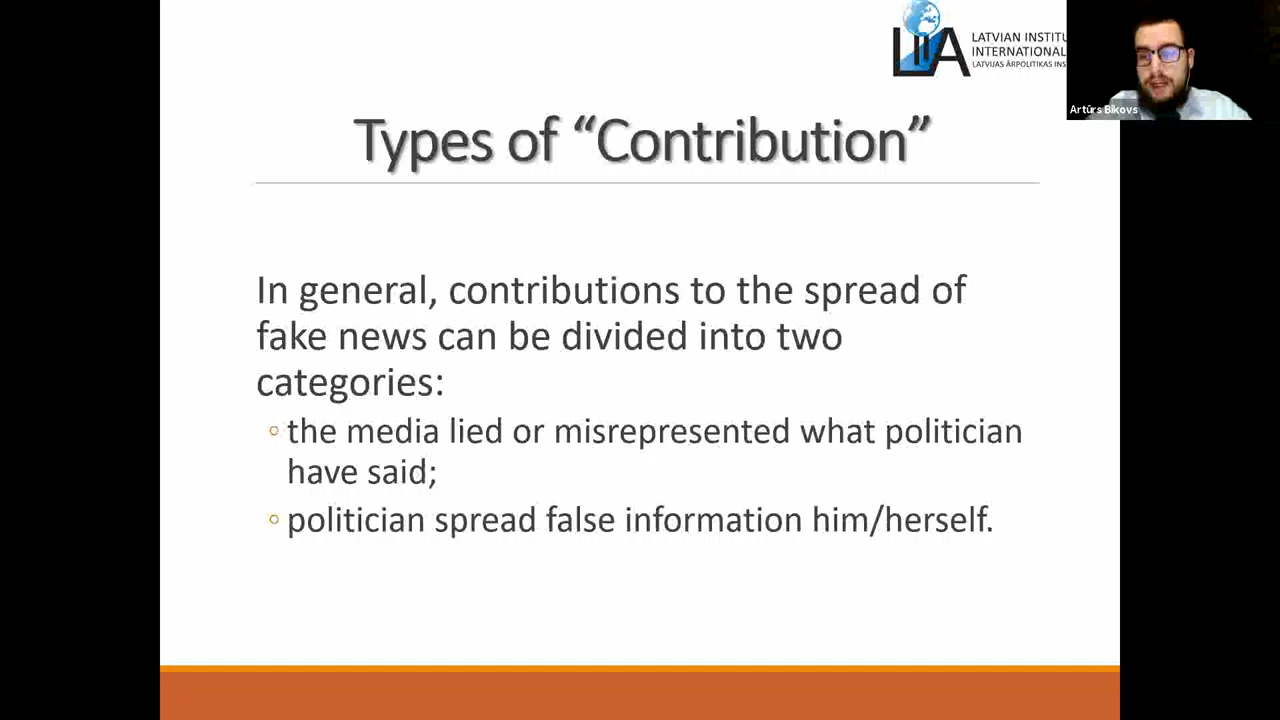 LIIA
LATVIAN INSTITU
INTERNATIONAL
LATVIJAS ĀRPOLITIKAS INS
Artūrs Bikovs
Types of “Contribution”
In general, contributions to the spread of
fake news can be divided into two
categories:
◦ the media lied or misrepresented what politician
have said;
◦ politician spread false information him/herself.